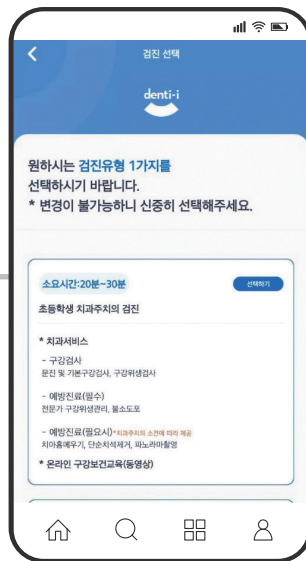 검진 선택
denti-i
원하시는 검진유형 1가지를
선택하시기 바랍니다.
* 변경이 불가능하니 신중히 선택해주세요.
소요시간:20분~30분
선택하기
초등학생 치과주치의 검진
* 치과서비스
- 구강검사
문진 및 기본구강검사, 구강위생검사
- 예방진료(필수)
전문가 구강위생관리, 불소도포
- 예방진료(필요시)*치과주치의 소견에 따라 제공
치아홈메우기, 단순치석제거, 파노라마촬영
* 온라인 구강보건교육(동영상)